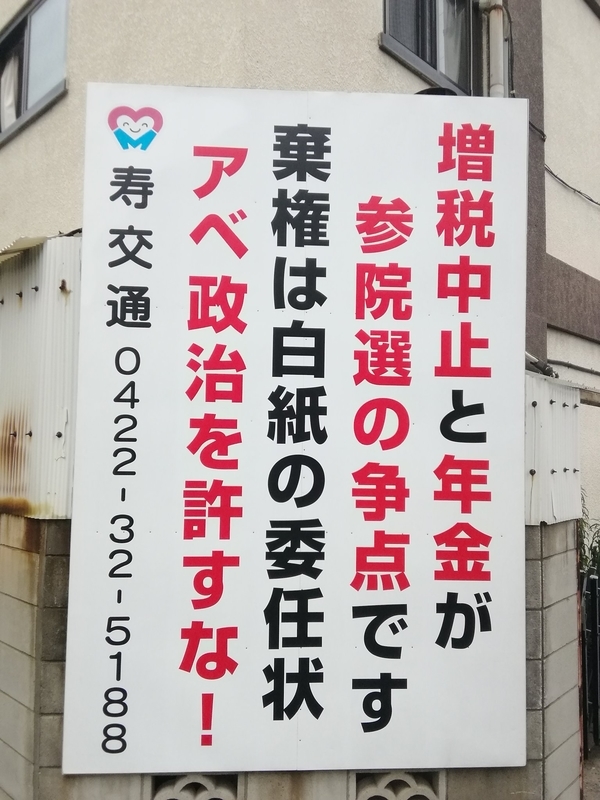 増税中止と年金が
参院選の争点です
棄権は白紙の委任状
アベ政治を許すな！
寿交通 0422-32-5188